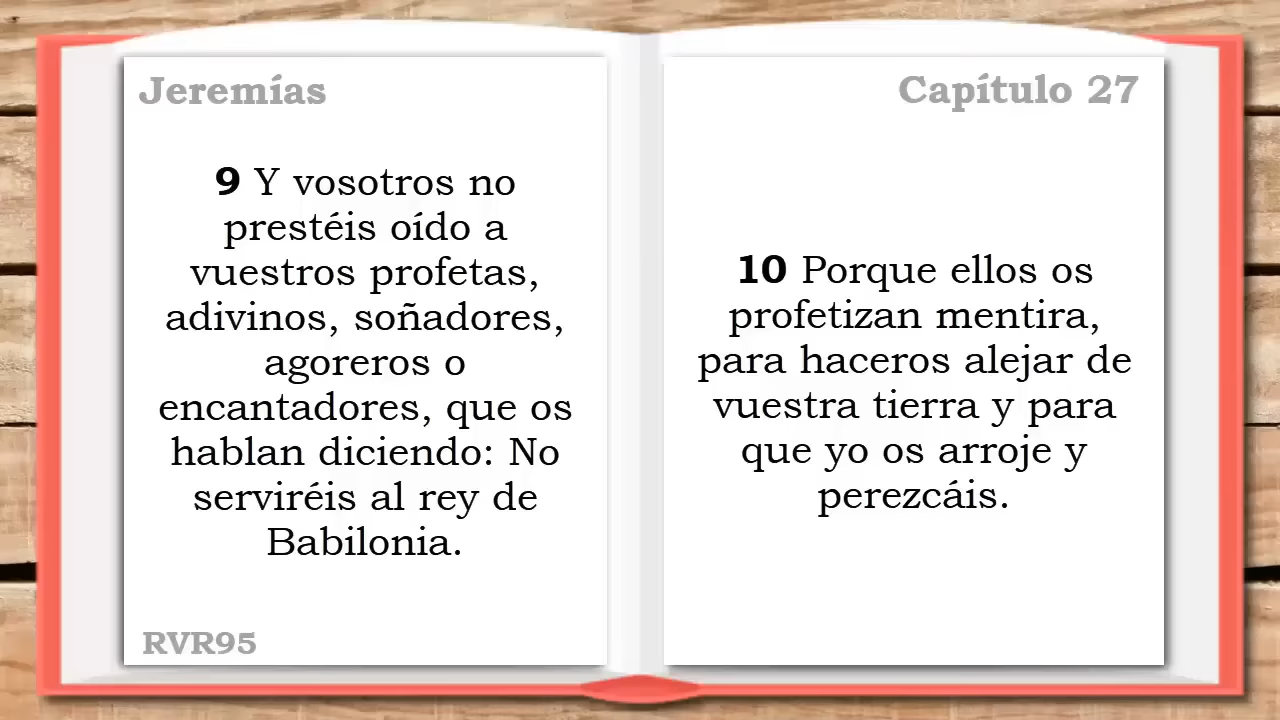 Jeremías
9 Y vosotros no
prestéis oído a
vuestros profetas,
adivinos, soñadores,
agoreros o
encantadores, que os
hablan diciendo: No
serviréis al rey de
Babilonia.
RVR95
Capítulo 27
10 Porque ellos os
profetizan mentira,
para haceros alejar de
vuestra tierra y para
que yo os arroje y
perezcáis.